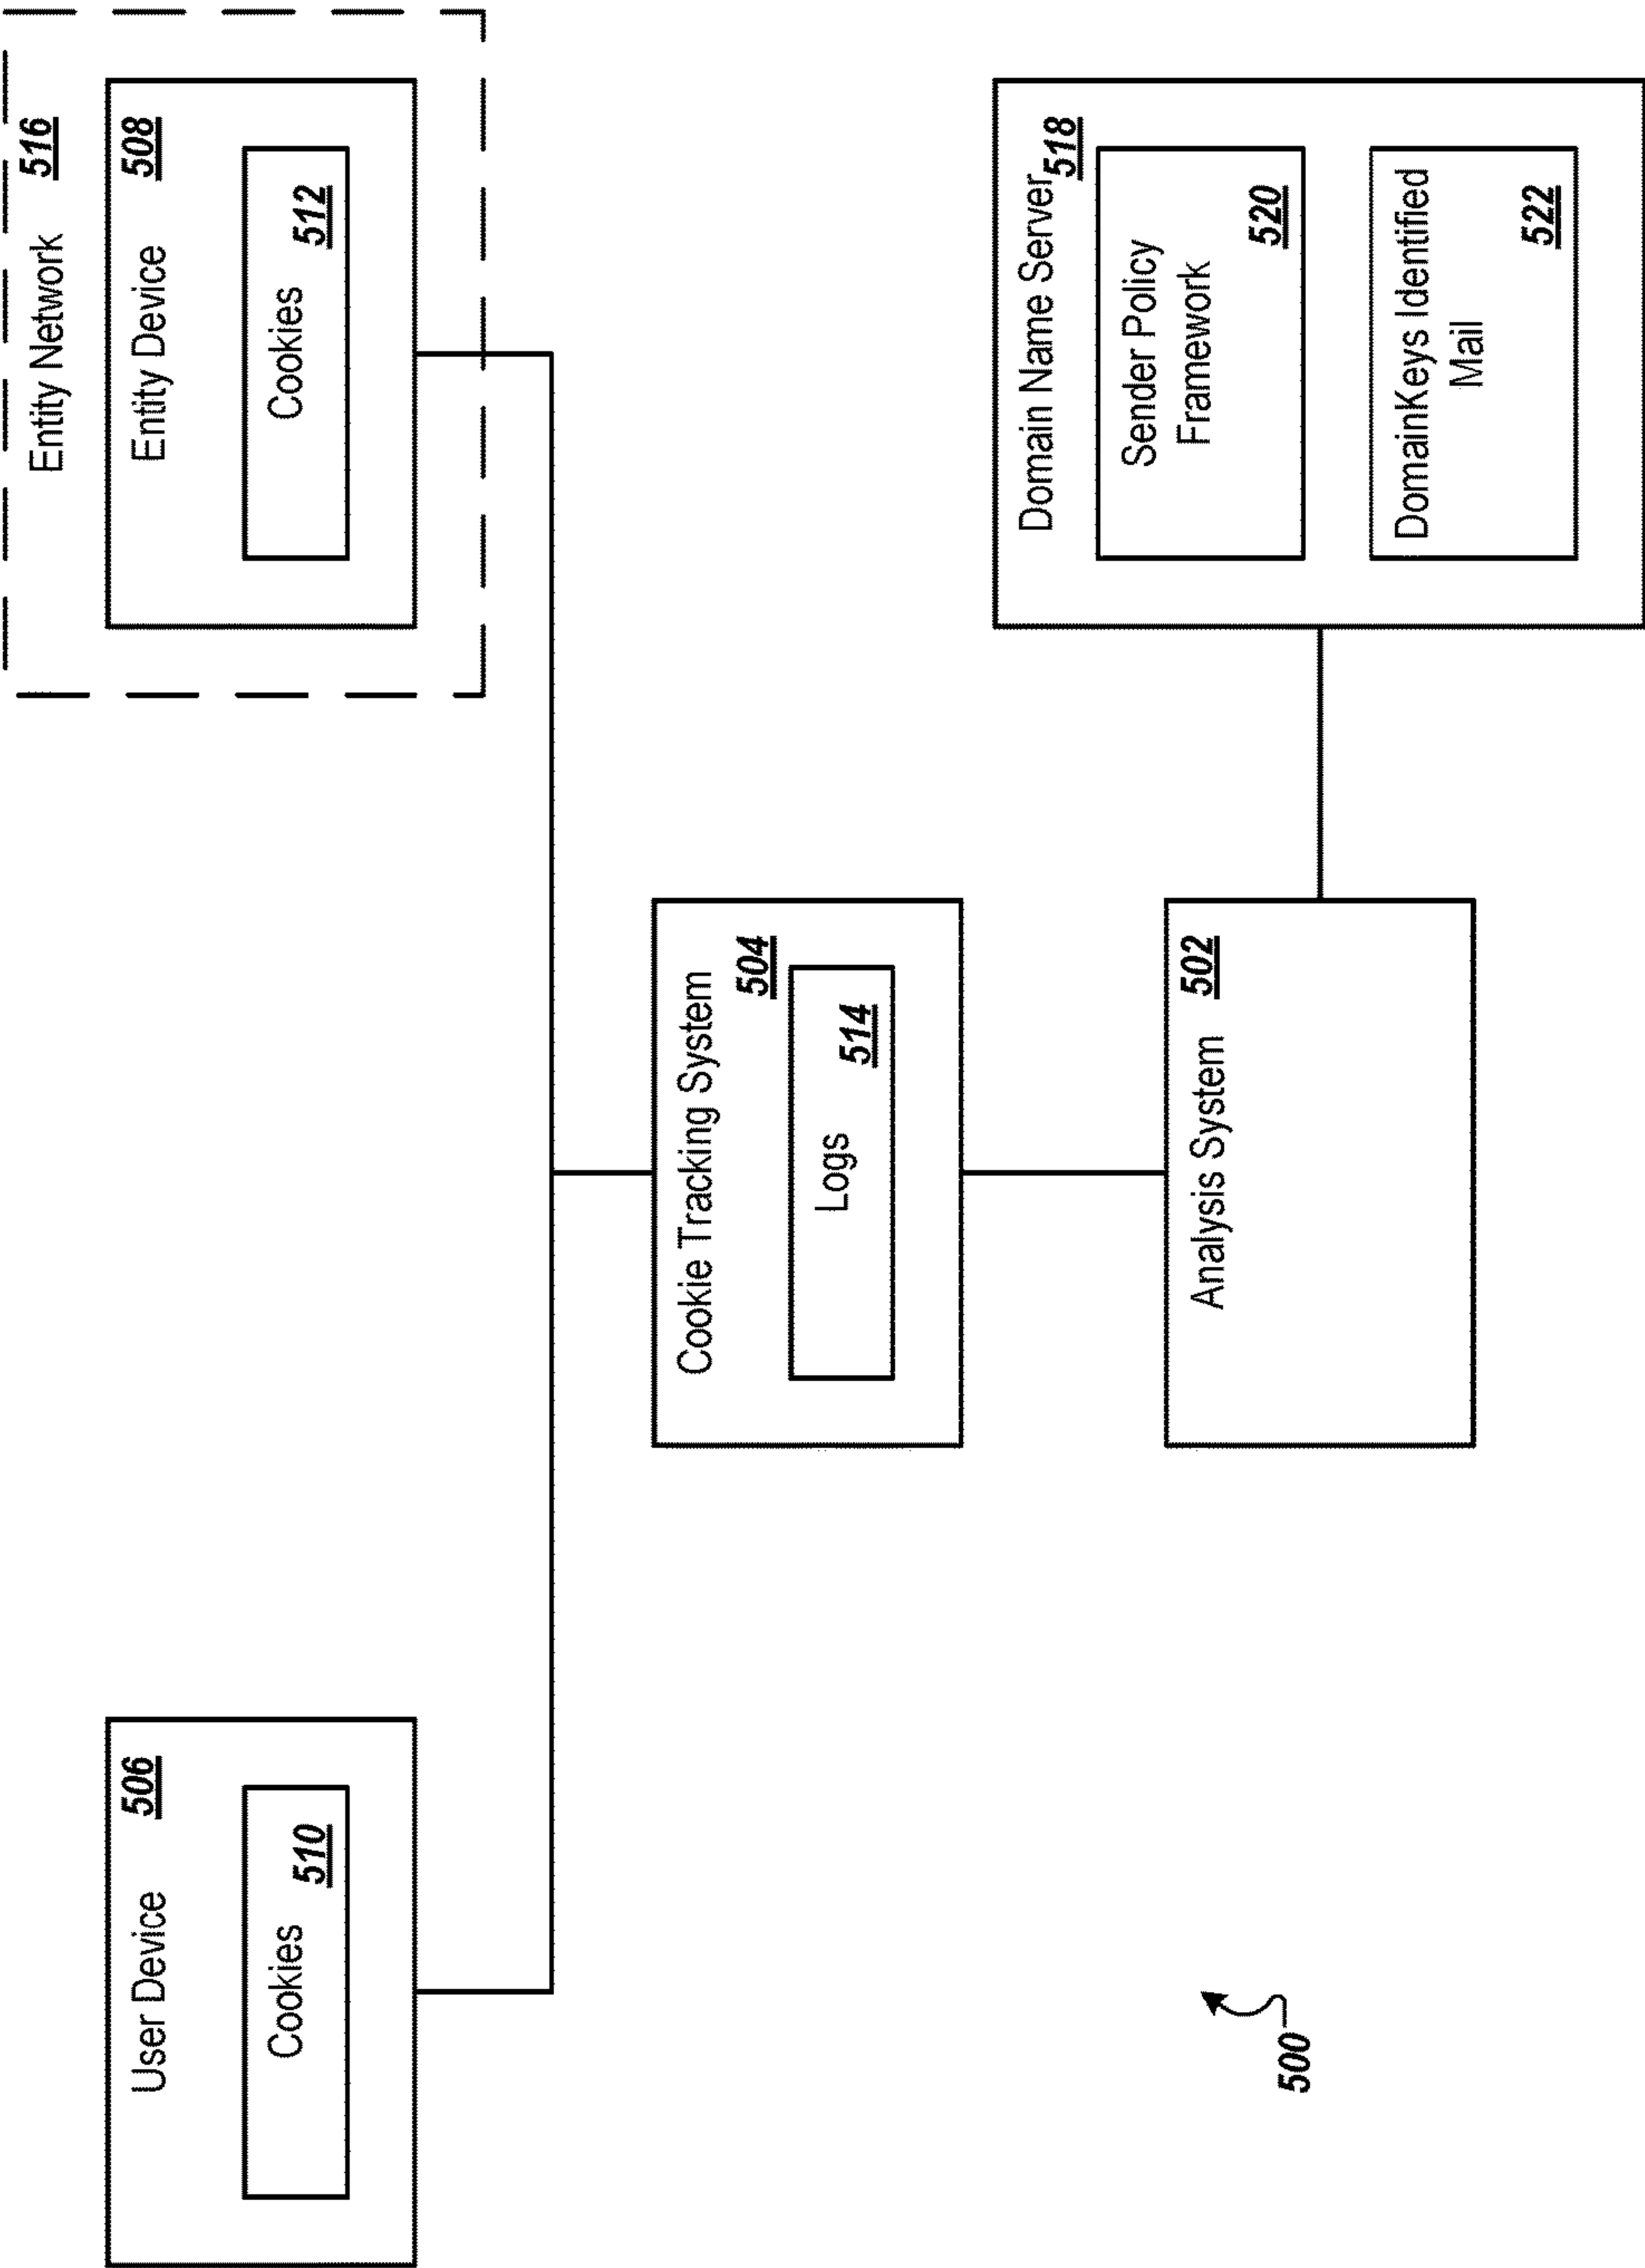 Entity Network
516
User Device
506
Cookies
510
Entity Device
508
Cookies
512
Cookie Tracking System
504
Logs
514
Analysis System
502
Domain Name Server
518
Sender Policy
Framework
520
DomainKeys Identified
Mail
522
500